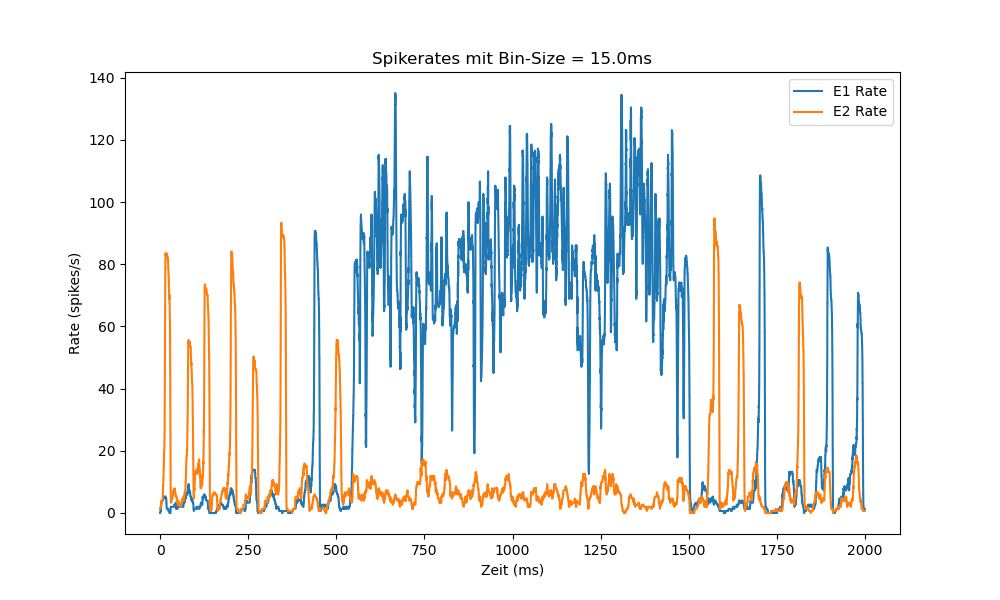 Spikerates mit Bin-Size = 15.0ms
140
120
100
80
60
40
20
0
Rate (spikes/s)
E1 Rate
E2 Rate
0 250 500 750 1000 1250 1500 1750 2000
Zeit (ms)